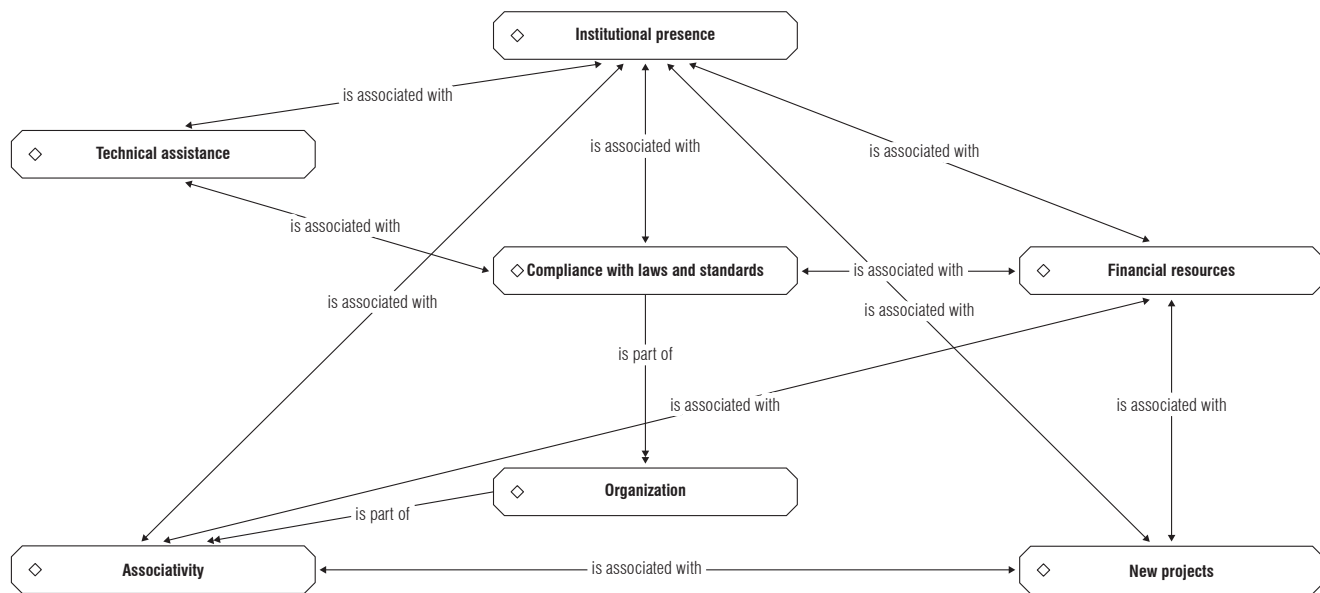 Institutional presence
is associated with
Technical assistance
is associated with
is associated with
is associated with
Compliance with laws and standards
is associated with
Financial resources
is associated with
is associated with
is part of
is associated with
is associated with
Organization
is part of
Associativity
is associated with
New projects